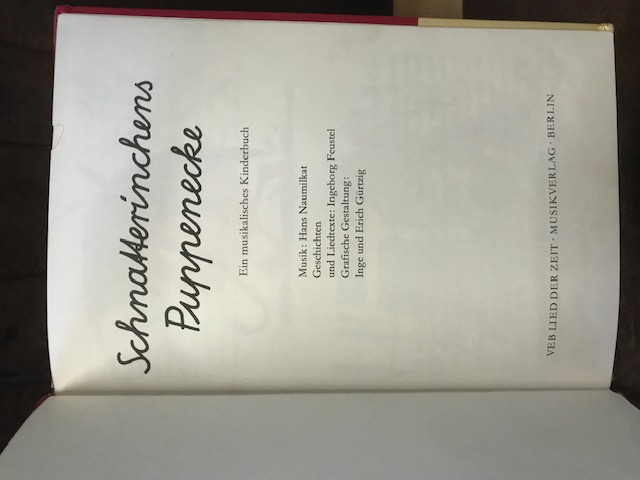 Schnatterinchens
Puppenecke
Ein musikalisches Kinderbuch
Musik: Hans Naumilkat
Geschichten
und Liedtexte: Ingeborg Feustel
Grafische Gestaltung:
Inge und Erich Gürtzig
VEB LIED DER ZEIT · MUSIKVERLAG · BERLIN